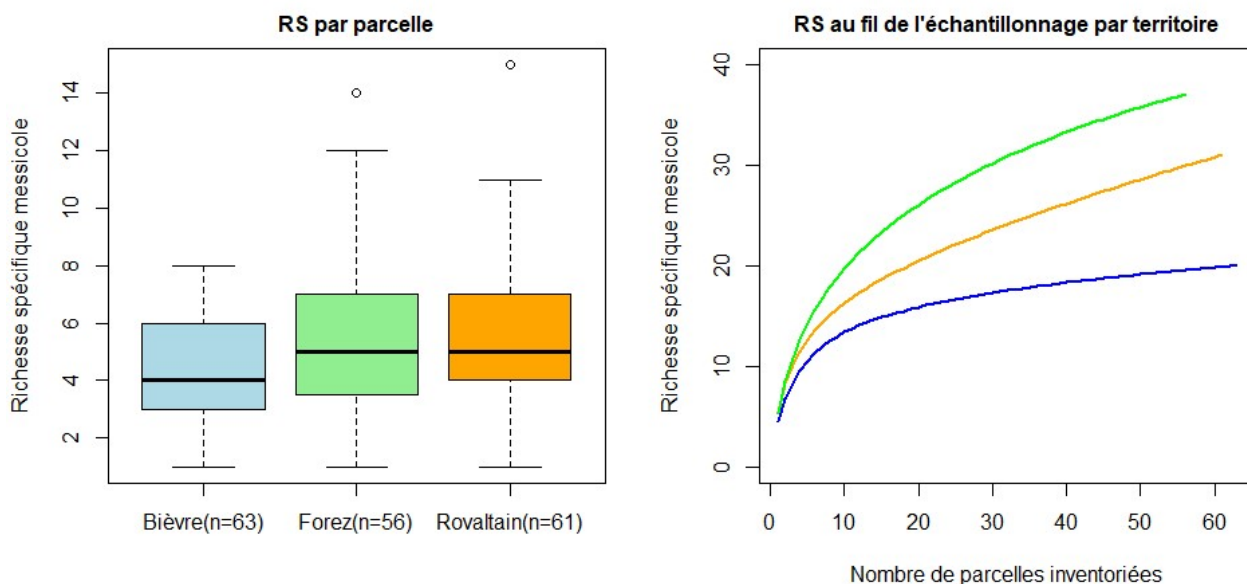 RS par parcelle
Richesse spécifique messicole
14
12
10
8
6
4
2
Bièvre(n=63) Forez(n=56) Rovaltain(n=61)
RS au fil de l'échantillonnage par territoire
Richesse spécifique messicole
40
30
20
10
0
0 10 20 30 40 50 60
Nombre de parcelles inventoriées